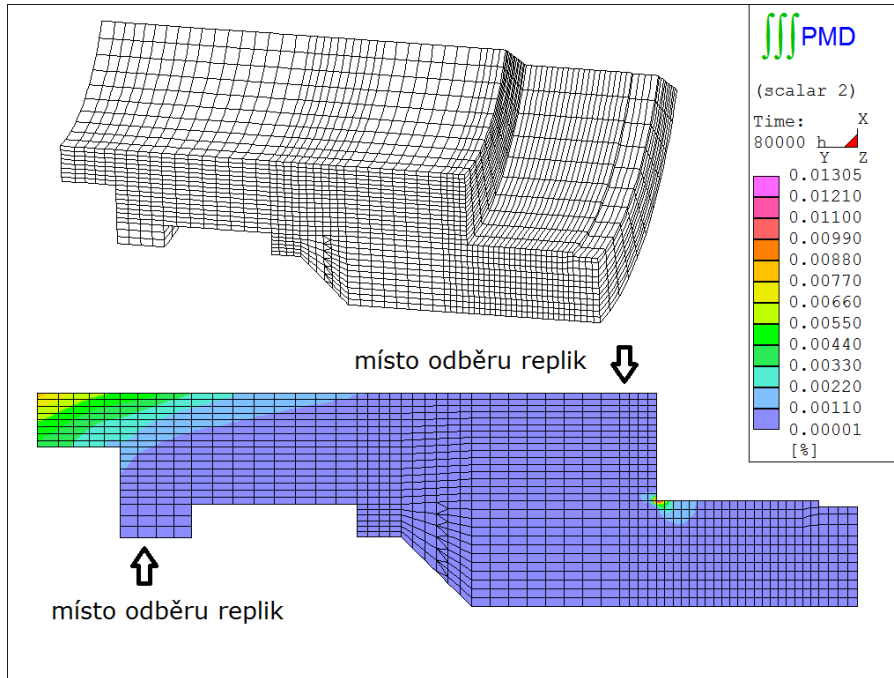 ∫∫∫PMD
(scalar 2)
Time:
80000 h
X
Y Z
0.01305
0.01210
0.01100
0.00990
0.00880
0.00770
0.00660
0.00550
0.00440
0.00330
0.00220
0.00110
0.00001
[%]
místo odběru replik
místo odběru replik